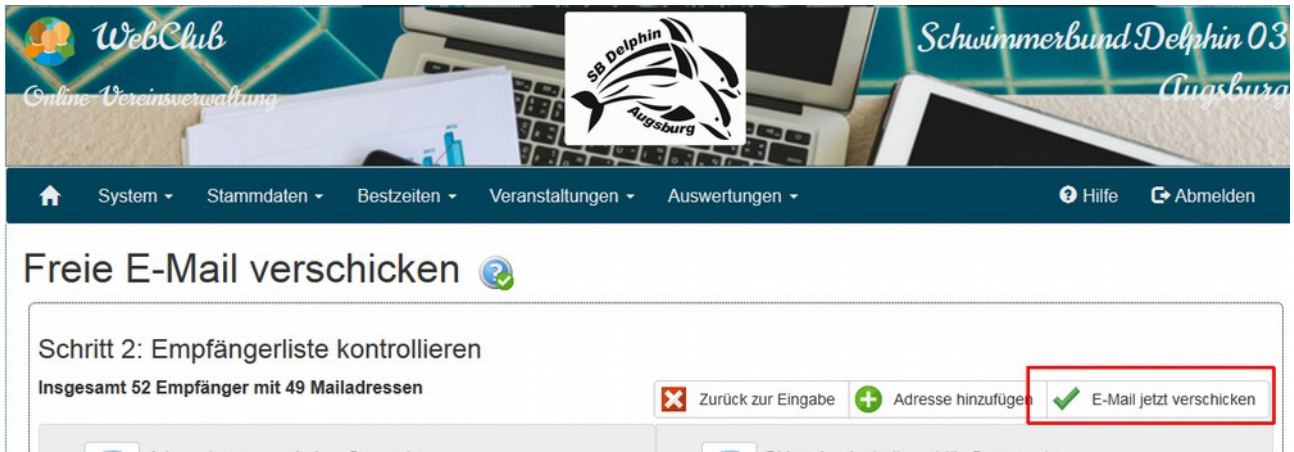 WebClub
Online-Vereinsverwaltung
SB Delphin
Augsburg
Schwimmerbund Delphin 03
Augsburg
System
Stammdaten
Bestzeiten
Veranstaltungen
Auswertungen
Hilfe
Abmelden
Freie E-Mail verschicken
Schritt 2: Empfängerliste kontrollieren
Insgesamt 52 Empfänger mit 49 Mailadressen
Zurück zur Eingabe
Adresse hinzufügen
E-Mail jetzt verschicken